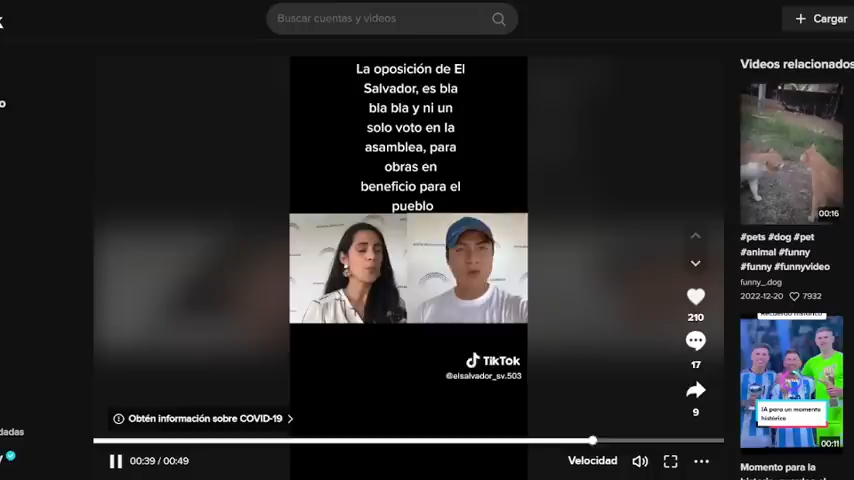 Buscar cuentas y videos
Cargar
Videos relacionados
La oposición de El
Salvador, es bla
bla bla y ni un
solo voto en la
asamblea, para
obras en
beneficio para el
pueblo
TikTok
@elsalvador_sv.503
210
17
9
Obtén información sobre COVID-19
00:39 / 00:49
Velocidad
00:16
#pets #dog #pet
#animal #funny
#funny #funnyvideo
funny_.dog
2022-12-20 7932
IA para un momento
histórico
00:11
Momento para la